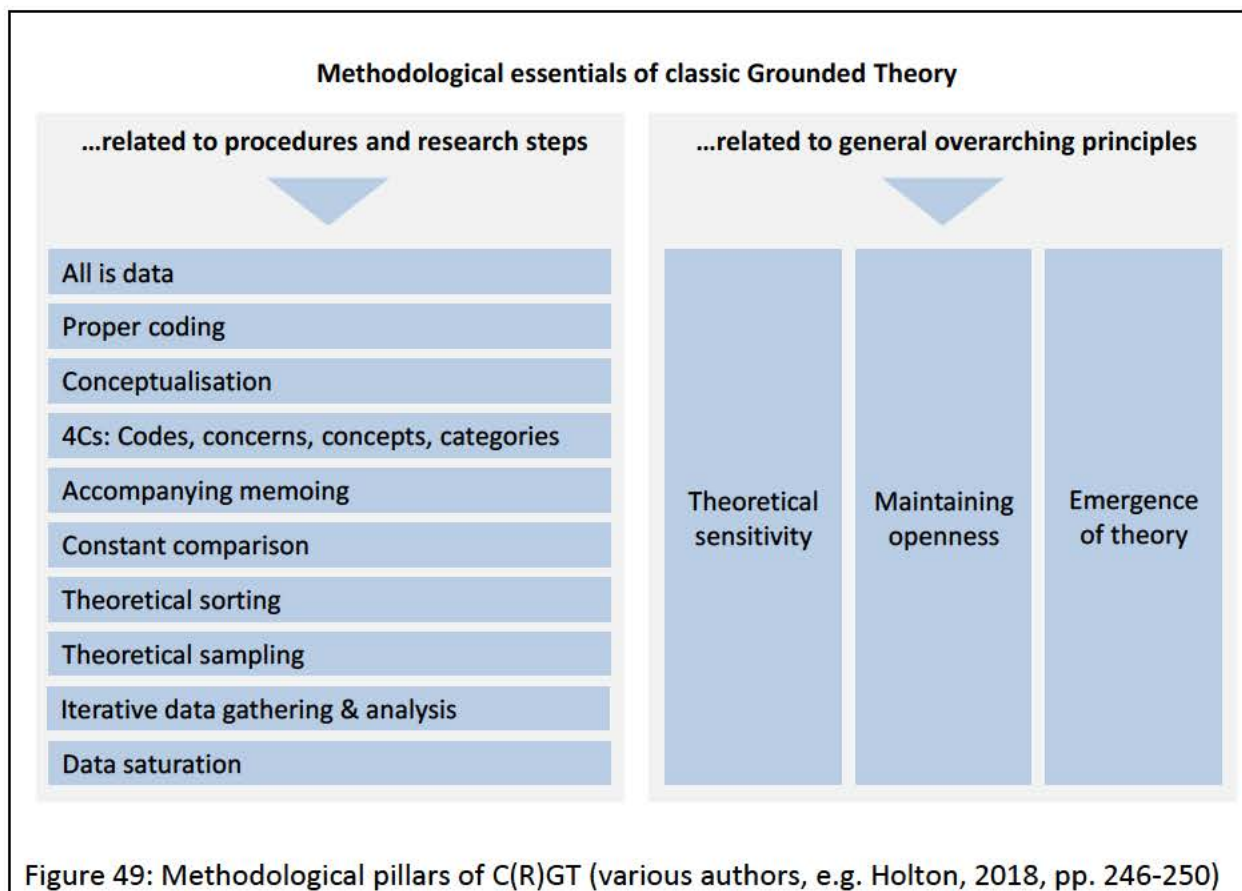 Methodological essentials of classic Grounded Theory
...related to procedures and research steps
All is data
Proper coding
Conceptualisation
4Cs: Codes, concerns, concepts, categories
Accompanying memoing
Constant comparison
Theoretical sorting
Theoretical sampling
Iterative data gathering & analysis
Data saturation
...related to general overarching principles
Theoretical
sensitivity
Maintaining
openness
Emergence
of theory
Figure 49: Methodological pillars of C(R)GT (various authors, e.g. Holton, 2018, pp. 246-250)